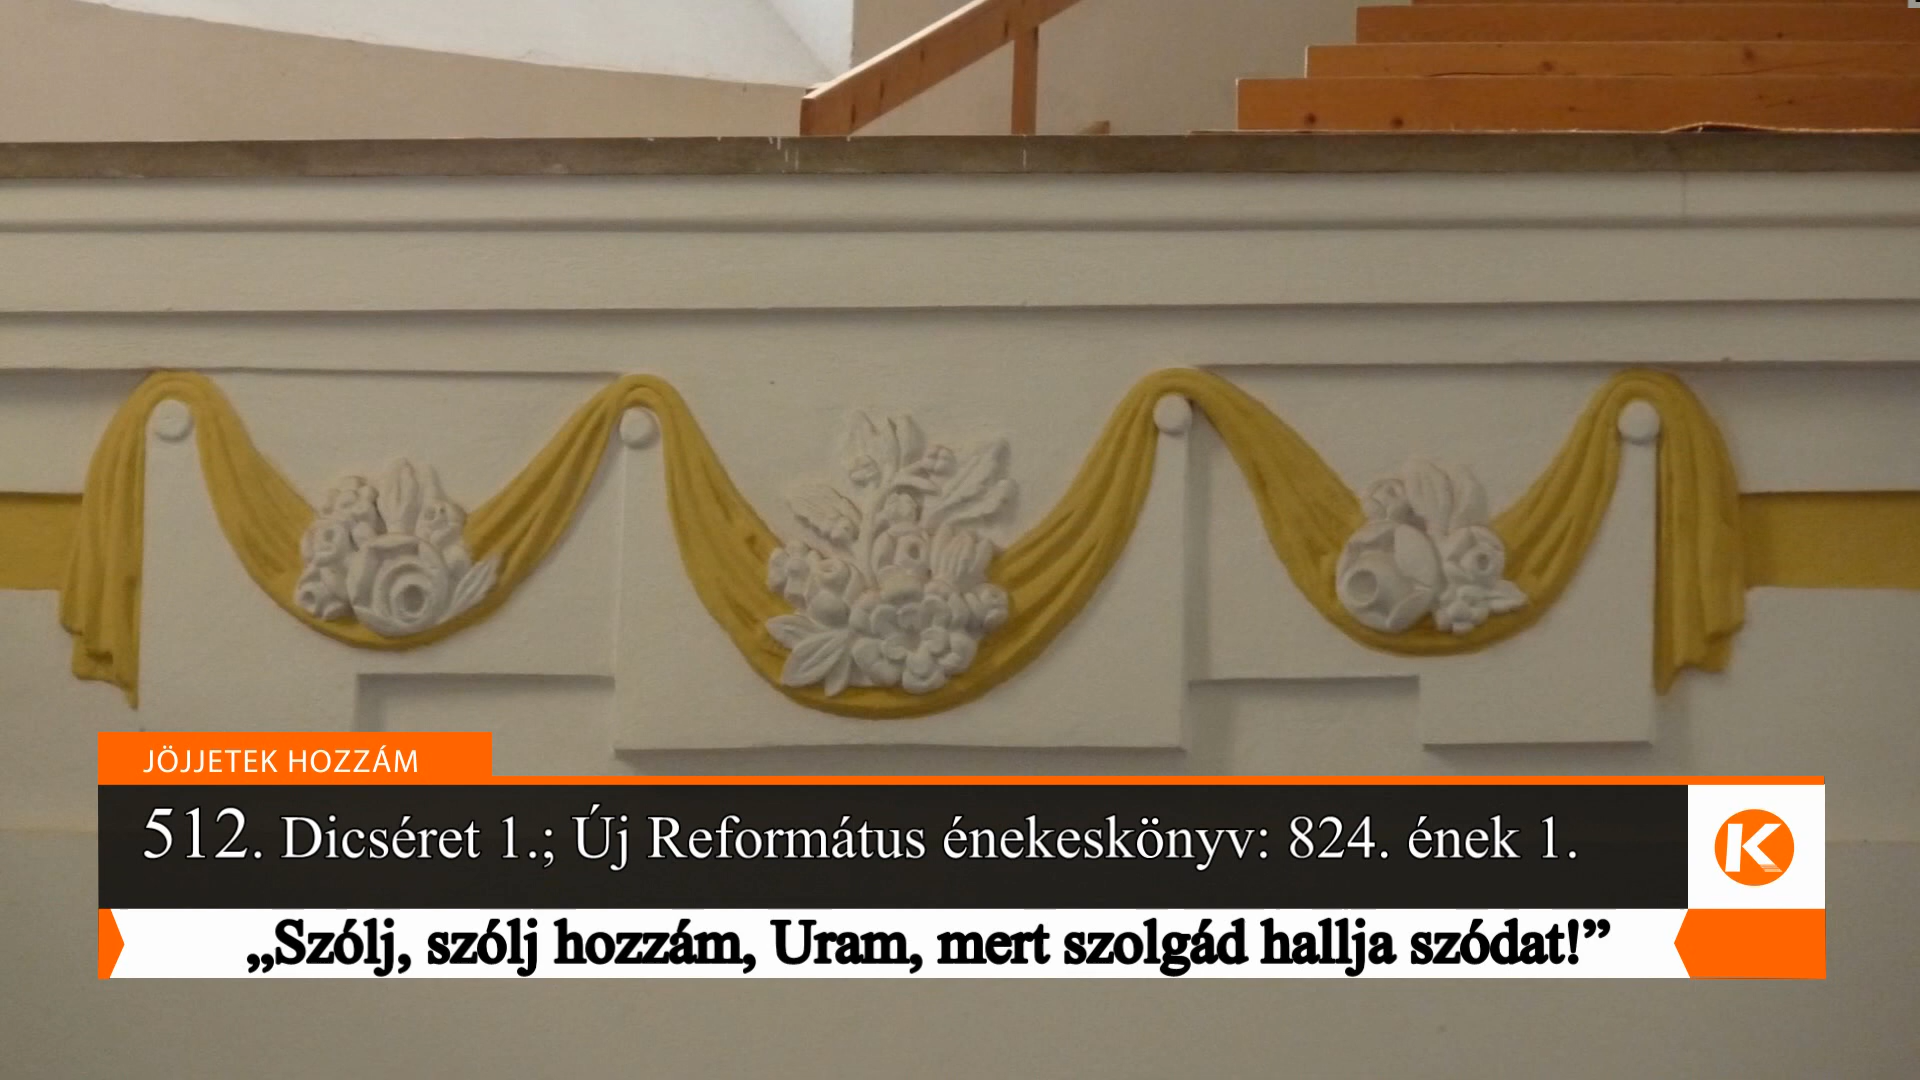 JÖJJETEK HOZZÁM
512. Dicséret 1.; Új Református énekeskönyv: 824. ének 1.
K
„Szólj, szólj hozzám, Uram, mert szolgád hallja szódat!”